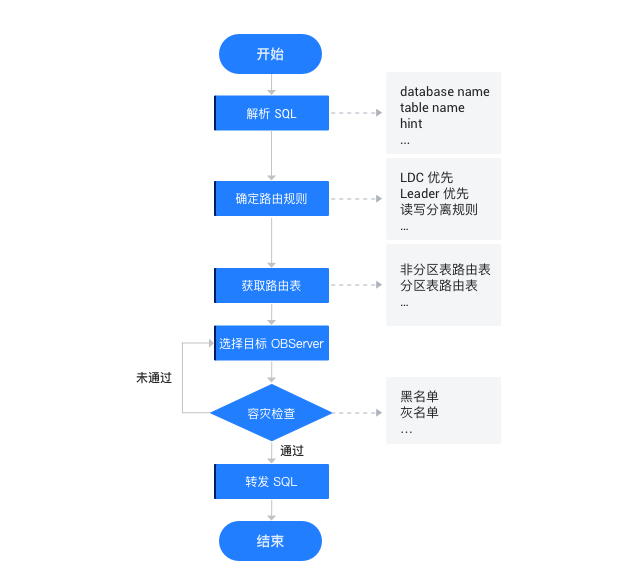 开始
解析 SQL
database name
table name
hint
...
确定路由规则
LDC 优先
Leader 优先
读写分离规则
...
获取路由表
非分区表路由表
分区表路由表
...
选择目标 OBServer
未通过
容灾检查
黑名单
灰名单
...
通过
转发 SQL
结束